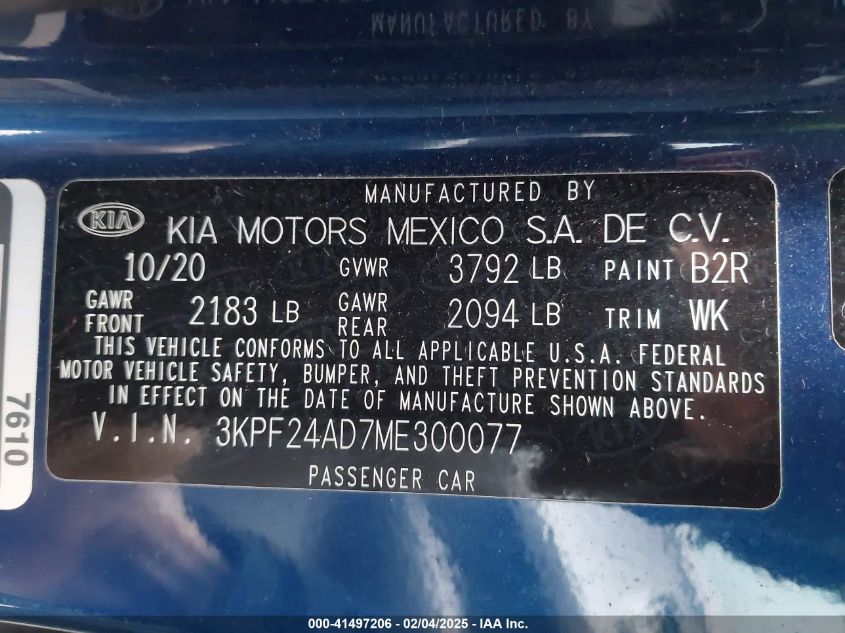 MANUFACTURED BY
KIA KIA MOTORS MEXICO S.A. DE C.V.
10/20 GVWR 3792 LB PAINT B2R
GAWR FRONT 2183 LB GAWR REAR 2094 LB TRIM WK
THIS VEHICLE CONFORMS TO ALL APPLICABLE U.S.A. FEDERAL
MOTOR VEHICLE SAFETY, BUMPER, AND THEFT PREVENTION STANDARDS
IN EFFECT ON THE DATE OF MANUFACTURE SHOWN ABOVE.
V.I.N. 3KPF24AD7ME300077
PASSENGER CAR
7610
000-41497206 - 02/04/2025 - IAA Inc.